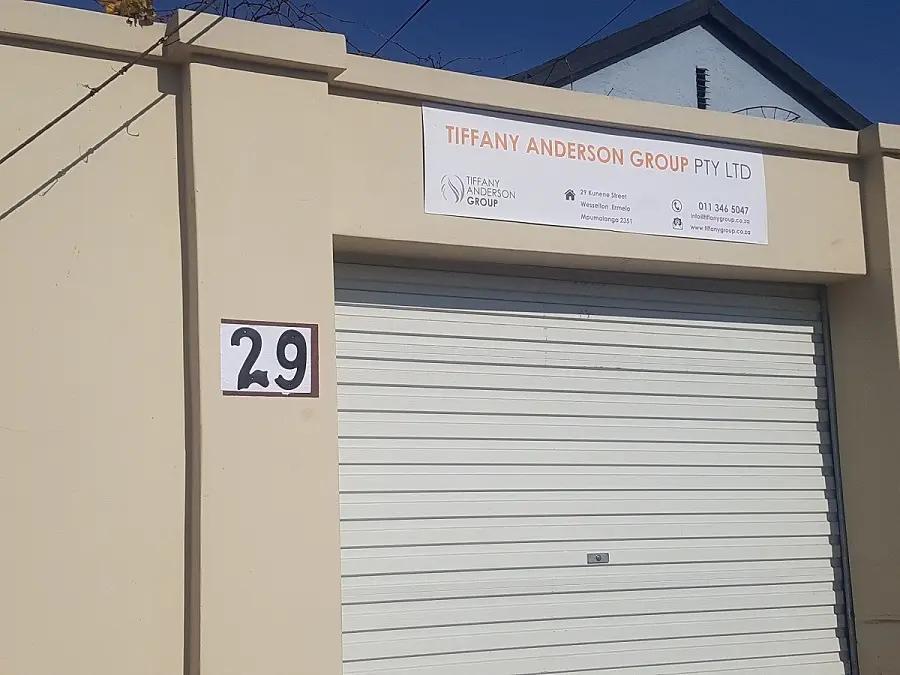 TIFFANY ANDERSON GROUP PTY LTD
TIFFANY
ANDERSON
GROUP
29 Kunene Street
Wesselton .Ermelo
Mpumalanga 2351
011 346 5047
info@tiffanygroup.co.za
www.tiffanygroup.co.za
29